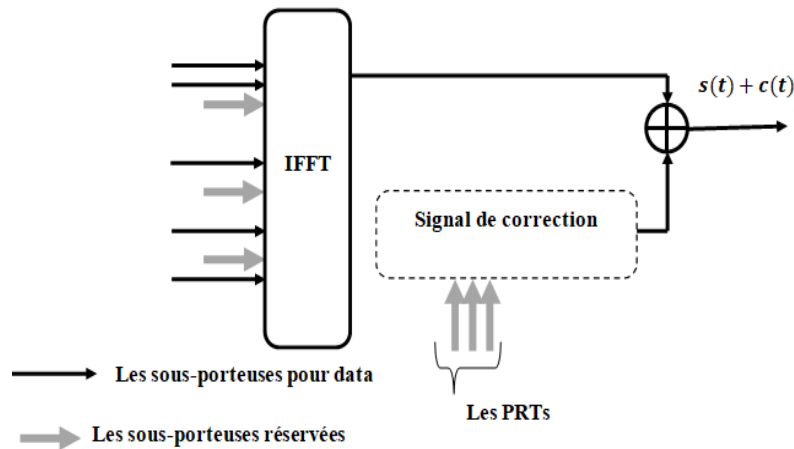 s(t) + c(t)
IFFT
Signal de correction
Les sous-porteuses pour data
Les PRTs
Les sous-porteuses réservées